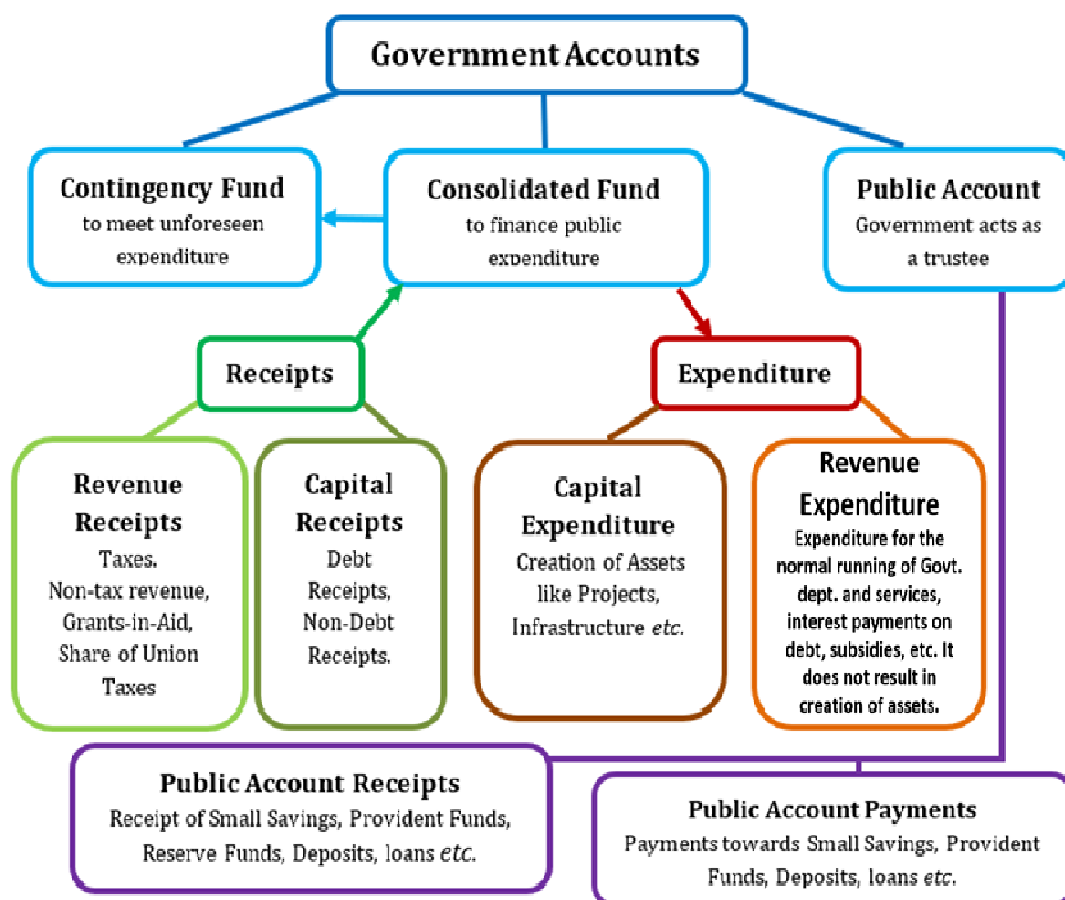 Government Accounts
Contingency Fund
to meet unforeseen
expenditure
Consolidated Fund
to finance public
expenditure
Public Account
Government acts as
a trustee
Receipts
Expenditure
Revenue
Receipts
Taxes.
Non-tax revenue,
Grants-in-Aid,
Share of Union
Taxes
Capital
Receipts
Debt
Receipts,
Non-Debt
Receipts.
Capital
Expenditure
Creation of Assets
like Projects,
Infrastructure etc.
Revenue
Expenditure
Expenditure for the
normal running of Govt.
dept. and services,
interest payments on
debt, subsidies, etc. It
does not result in
creation of assets.
Public Account Receipts
Receipt of Small Savings, Provident Funds,
Reserve Funds, Deposits, loans etc.
Public Account Payments
Payments towards Small Savings, Provident
Funds, Deposits, loans etc.